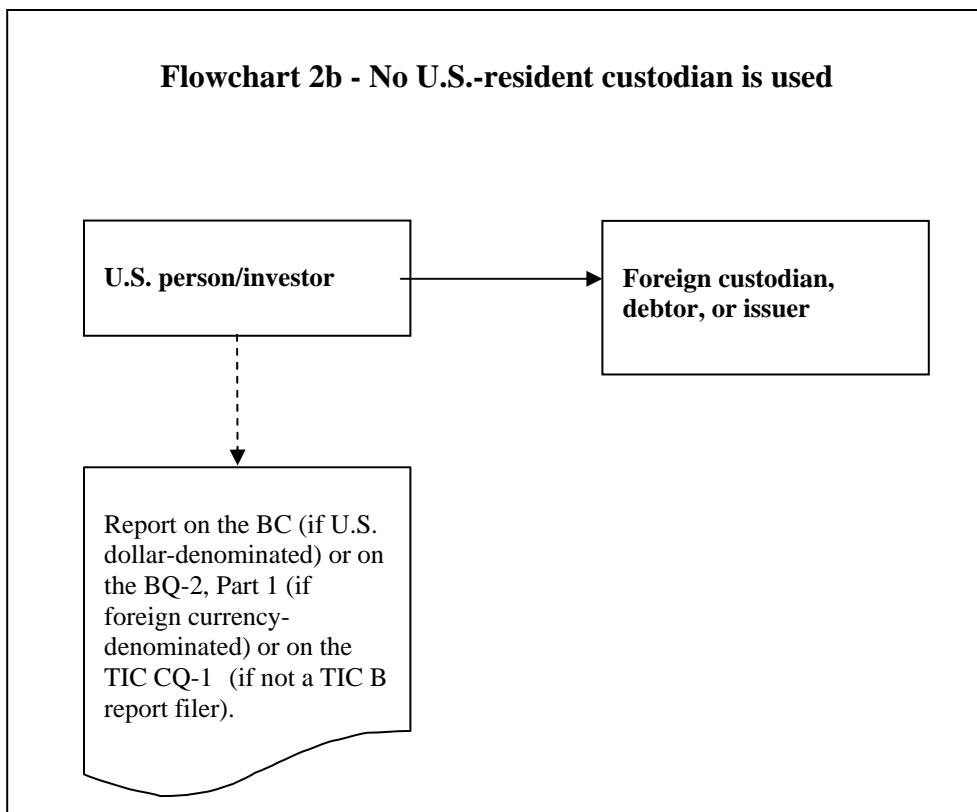 Flowchart 2b - No U.S.-resident custodian is used
U.S. person/investor
Foreign custodian,
debtor, or issuer
Report on the BC (if U.S.
dollar-denominated) or on
the BQ-2, Part 1 (if
foreign currency-
denominated) or on the
TIC CQ-1  (if not a TIC B
report filer).